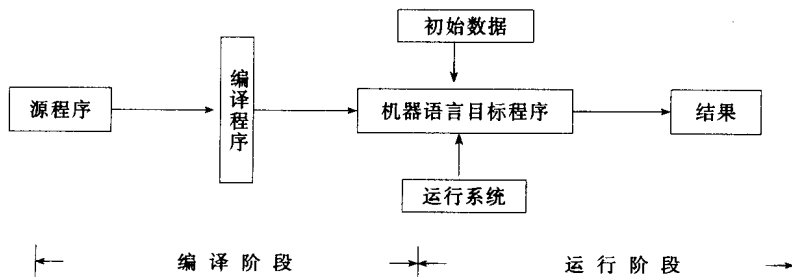 初始数据
源程序
编译程序
机器语言目标程序
结果
运行系统
编译阶段
运行阶段